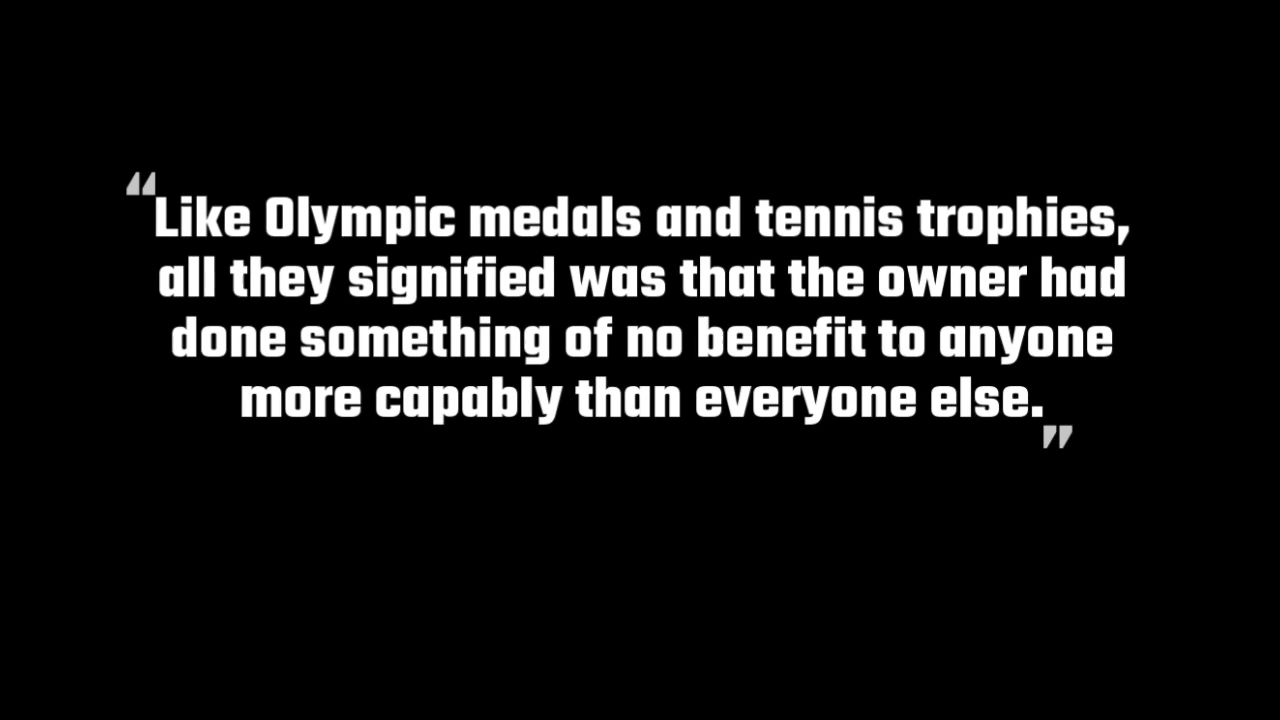 “Like Olympic medals and tennis trophies,
all they signified was that the owner had
done something of no benefit to anyone
more capably than everyone else.”